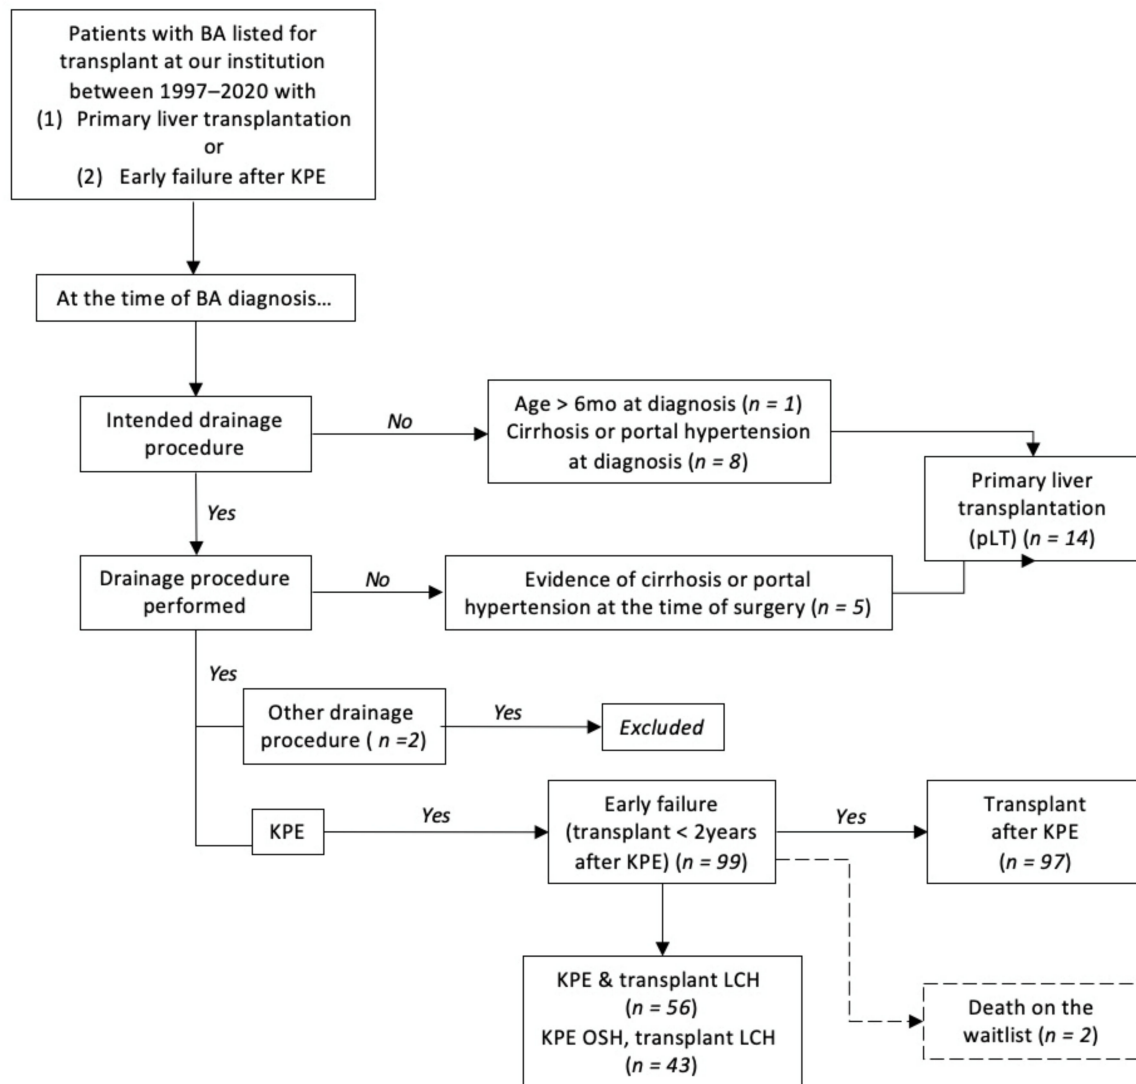 Patients with BA listed for
transplant at our institution
between 1997–2020 with
(1) Primary liver transplantation
or
(2) Early failure after KPE
At the time of BA diagnosis...
Intended drainage
procedure
No
Age > 6mo at diagnosis (n = 1)
Cirrhosis or portal hypertension
at diagnosis (n = 8)
Primary liver
transplantation
(pLT) (n = 14)
Yes
Drainage procedure
performed
No
Evidence of cirrhosis or portal
hypertension at the time of surgery (n = 5)
Yes
Other drainage
procedure ( n =2)
Yes
Excluded
KPE
Yes
Early failure
(transplant < 2years
after KPE) (n = 99)
Yes
Transplant
after KPE
(n = 97)
KPE & transplant LCH
(n = 56)
KPE OSH, transplant LCH
(n = 43)
Death on the
waitlist (n = 2)